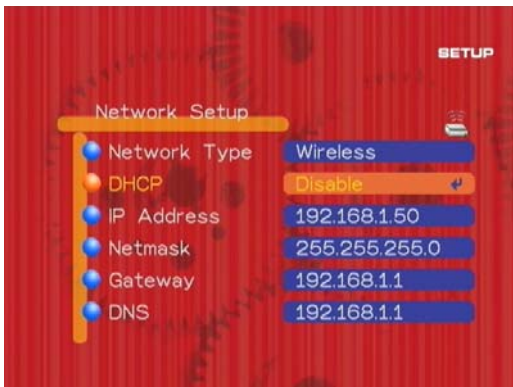 SETUP
Network Setup
Network Type Wireless
DHCP Disable
IP Address 192.168.1.50
Netmask 255.255.255.0
Gateway 192.168.1.1
DNS 192.168.1.1